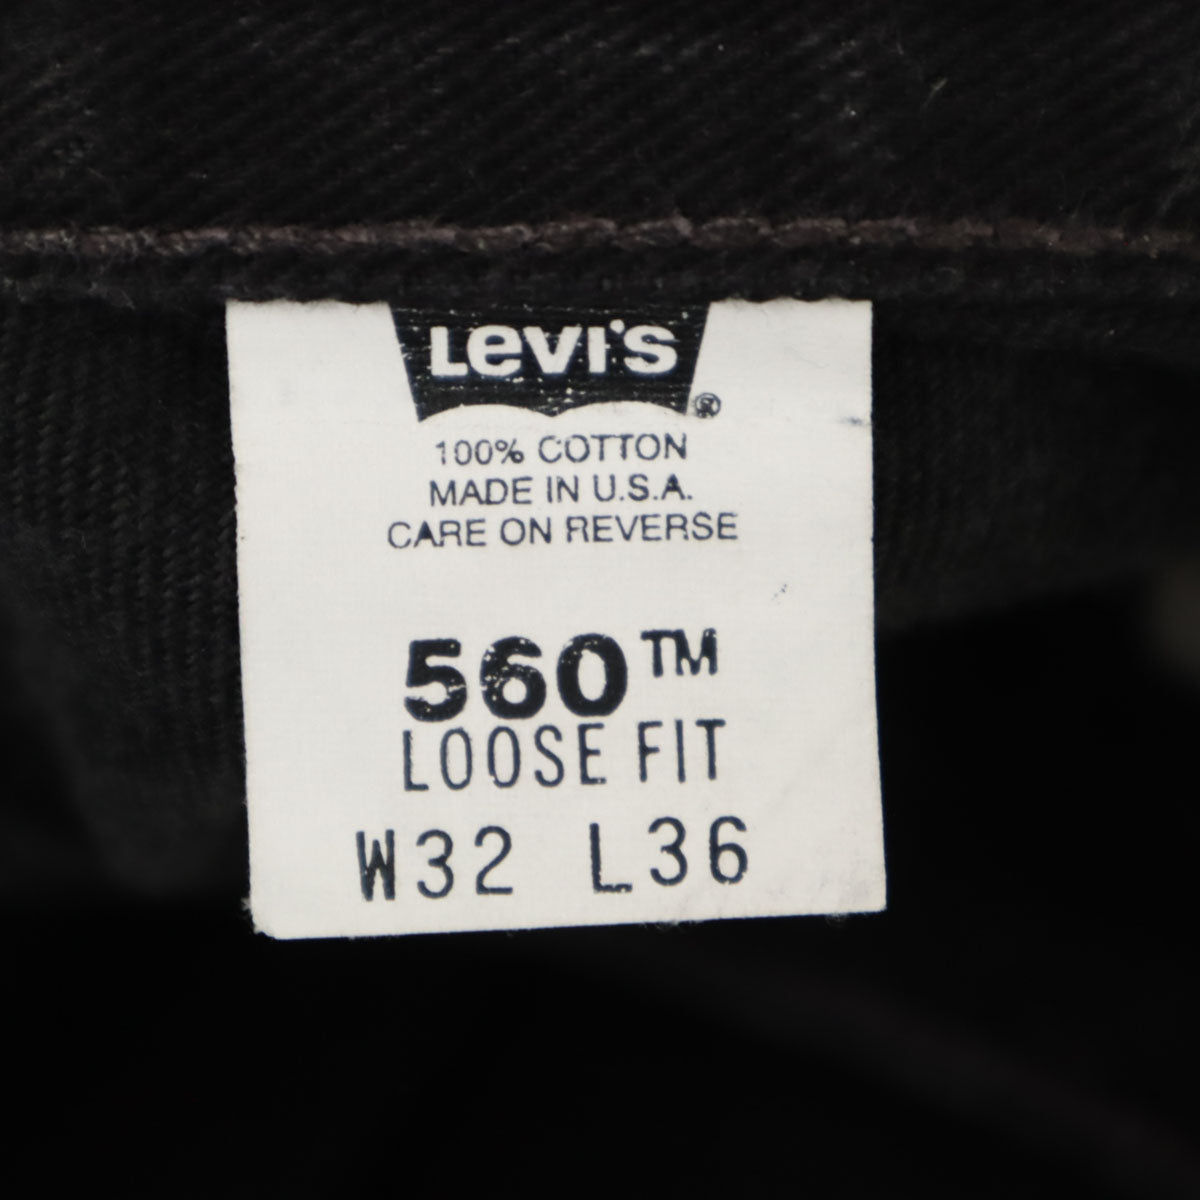 Levi's®
100% COTTON
MADE IN U.S.A.
CARE ON REVERSE
560™
LOOSE FIT
W32 L36